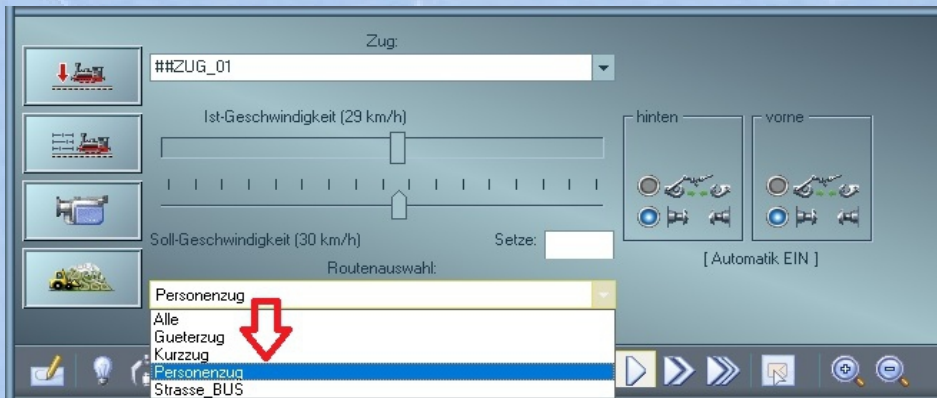 Zug:
##ZUG_01
Ist-Geschwindigkeit (29 km/h)
hinten
vorne
Soll-Geschwindigkeit (30 km/h)
Setze:
[ Automatik EIN ]
Routenauswahl:
Personenzug
Alle
Gueterzug
Kurzzug
Personenzug
Strasse_BUS